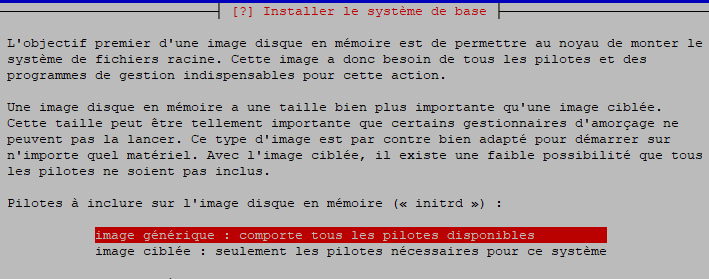 [?] Installer le système de base
L'objectif premier d'une image disque en mémoire est de permettre au noyau de monter le
système de fichiers racine. Cette image a donc besoin de tous les pilotes et des
programmes de gestion indispensables pour cette action.
Une image disque en mémoire a une taille bien plus importante qu'une image ciblée.
Cette taille peut être tellement importante que certains gestionnaires d'amorçage ne
peuvent pas la lancer. Ce type d'image est par contre bien adapté pour démarrer sur
n'importe quel matériel. Avec l'image ciblée, il existe une faible possibilité que tous
les pilotes ne soient pas inclus.
Pilotes à inclure sur l'image disque en mémoire (« initrd ») :
image générique : comporte tous les pilotes disponibles
image ciblée : seulement les pilotes nécessaires pour ce système